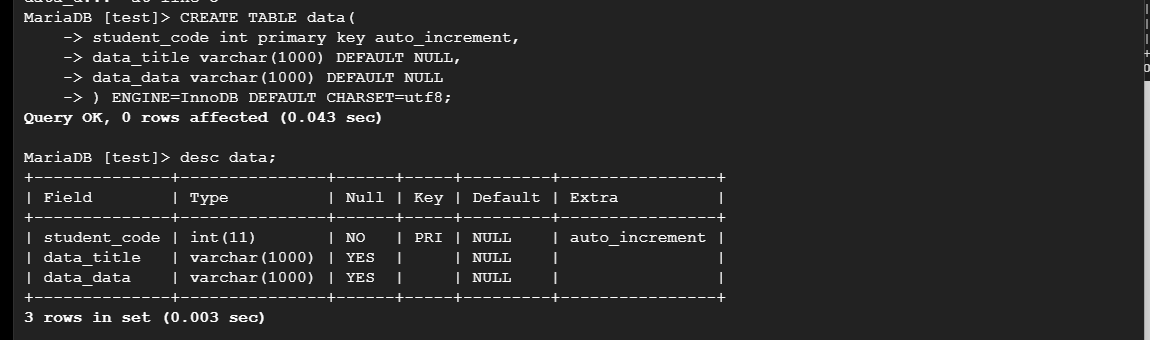 MariaDB [test]> CREATE TABLE data(
    -> student_code int primary key auto_increment,
    -> data_title varchar(1000) DEFAULT NULL,
    -> data_data varchar(1000) DEFAULT NULL
    -> ) ENGINE=InnoDB DEFAULT CHARSET=utf8;
Query OK, 0 rows affected (0.043 sec)

MariaDB [test]> desc data;
+--------------+---------------+------+-----+---------+----------------+
| Field        | Type          | Null | Key | Default | Extra          |
+--------------+---------------+------+-----+---------+----------------+
| student_code | int(11)       | NO   | PRI | NULL    | auto_increment |
| data_title   | varchar(1000) | YES  |     | NULL    |                |
| data_data    | varchar(1000) | YES  |     | NULL    |                |
+--------------+---------------+------+-----+---------+----------------+
3 rows in set (0.003 sec)